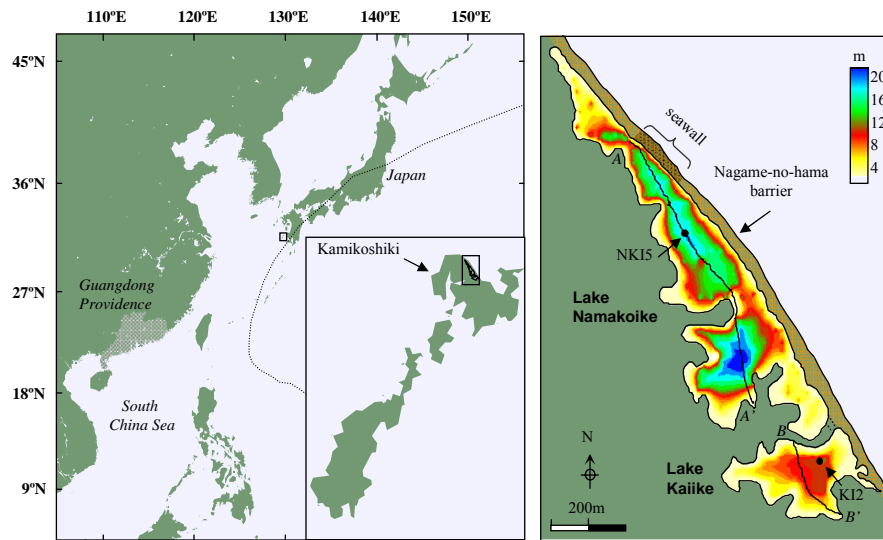 110ºE 120ºE 130ºE 140ºE 150ºE
45ºN
36ºN
27ºN
18ºN
9ºN
Japan
Kamikoshiki
Guangdong
Providence
South
China Sea
m
20
16
12
8
4
seawall
Nagame-no-hama
barrier
A
NKI5
Lake
Namakoike
A'
B
N
Lake
Kaiike
KI2
B'
200m